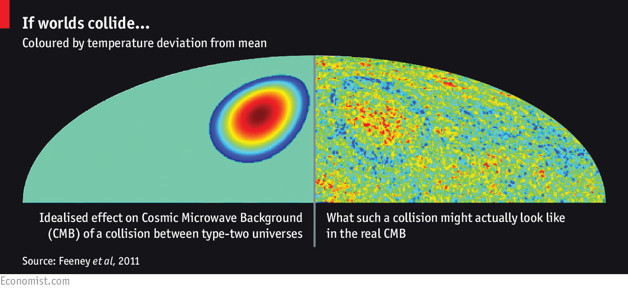 If worlds collide...
Coloured by temperature deviation from mean
Idealised effect on Cosmic Microwave Background
(CMB) of a collision between type-two universes
What such a collision might actually look like
in the real CMB
Source: Feeney et al, 2011
Economist.com